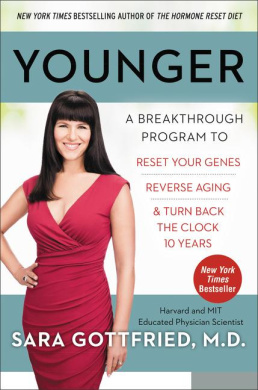 NEW YORK TIMES BESTSELLING AUTHOR OF THE HORMONE RESET DIET
YOUNGER
A BREAKTHROUGH
PROGRAM TO
RESET YOUR GENES
REVERSE AGING
& TURN BACK
THE CLOCK
10 YEARS
New York
Times
Bestseller
Harvard and MIT
Educated Physician Scientist
SARA GOTTFRIED, M.D.